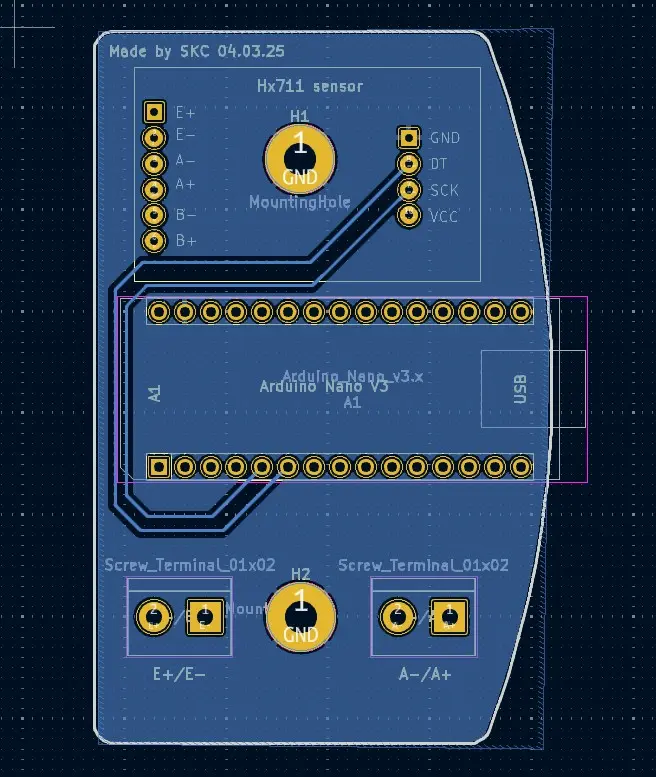 Made by SKC 04.03.25
Hx711 sensor
H1
1
GND
MountingHole
E+
E-
A-
A+
B-
B+
GND
DT
SCK
VCC
Arduino_Nano_v3.x
Arduino Nano V3
A1
A1
USB
Screw_Terminal_01x02
Screw_Terminal_01x02
H2
1
GND
Mount
2
1
2
1
E+/E-
A-/A+